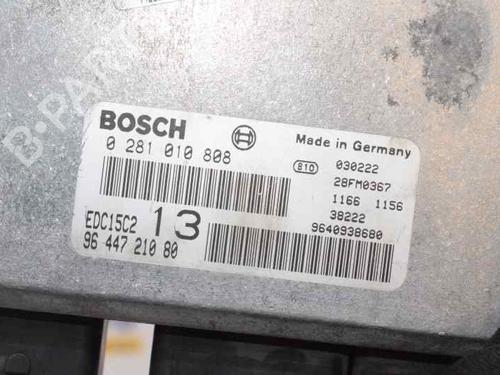 B-PARTS
BOSCH
Made in Germany
0 281 010 808
810 030222
28FM0367
1166 1156
38222
9640938680
EDC15C2 13
96 447 210 80